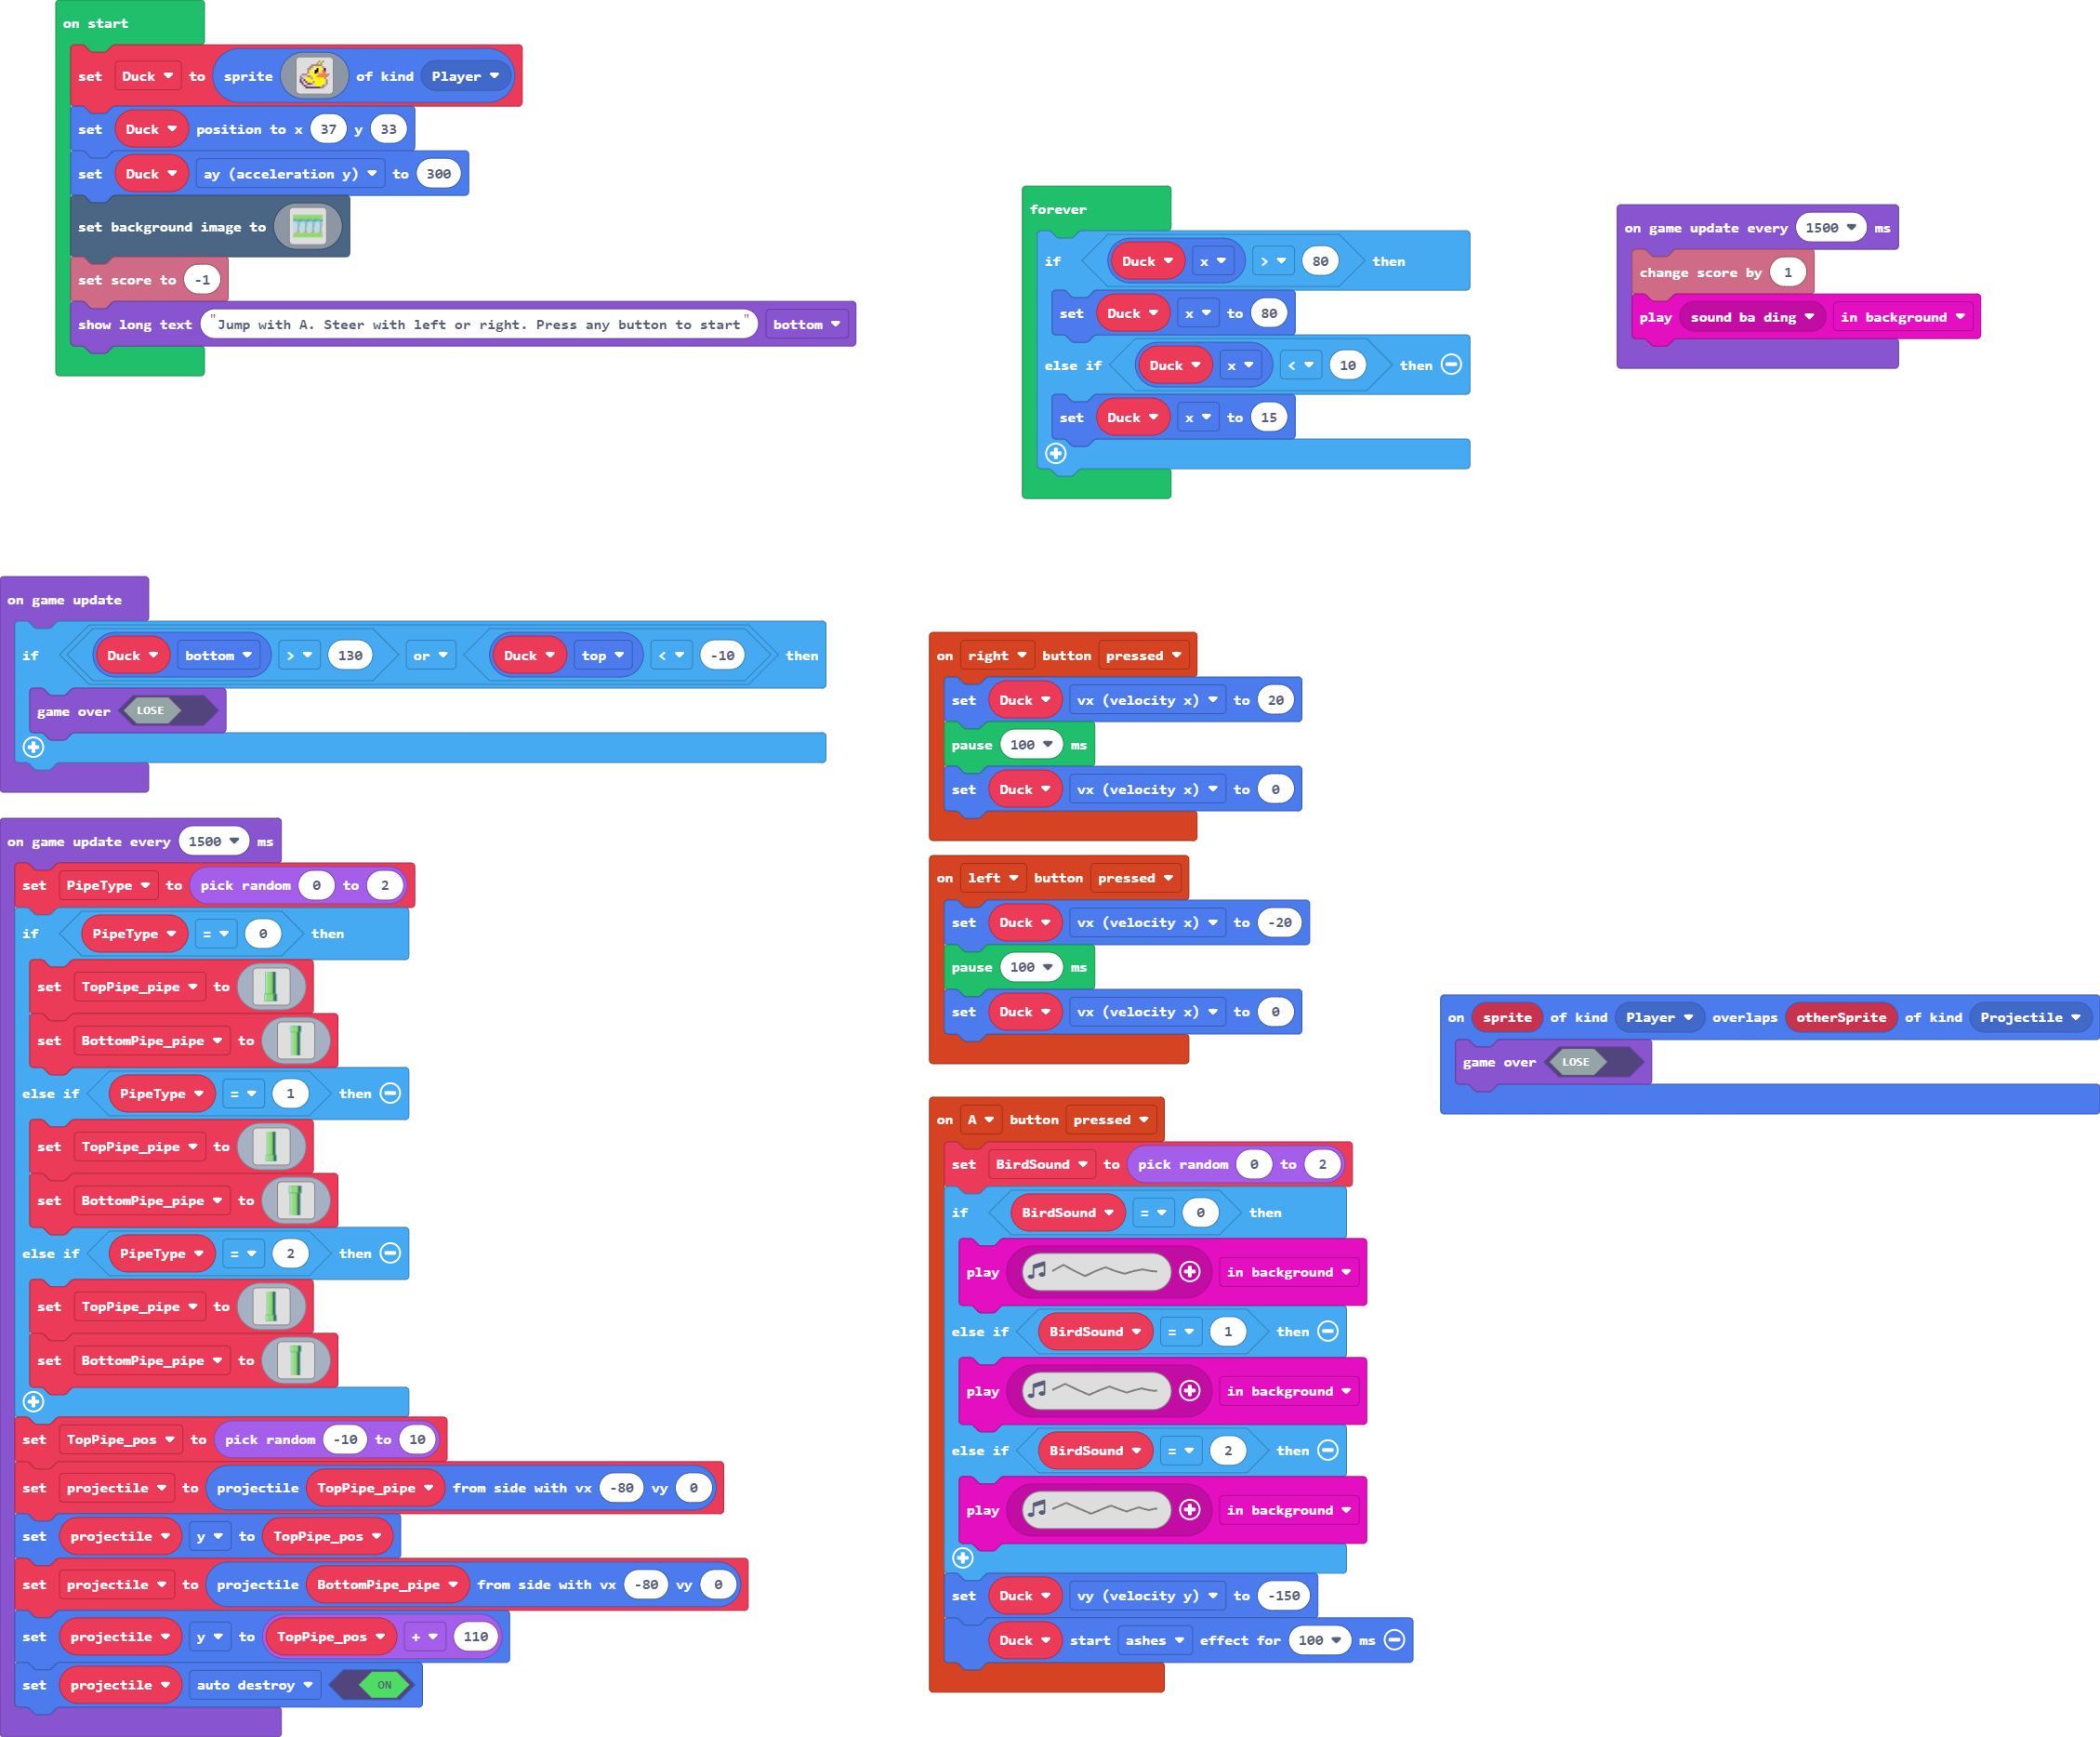 on start
set Duck to sprite of kind Player
set Duck position to x 37 y 33
set Duck ay (acceleration y) to 300
set background image to
set score to -1
show long text "Jump with A. Steer with left or right. Press any button to start" bottom
forever
if Duck x > 80 then
set Duck x to 80
else if Duck x < 10 then
set Duck x to 15
on game update every 1500 ms
change score by 1
play sound ba ding in background
on game update
if Duck bottom > 130 or Duck top < -10 then
game over LOSE
on game update every 1500 ms
set PipeType to pick random 0 to 2
if PipeType = 0 then
set TopPipe_pipe to
set BottomPipe_pipe to
else if PipeType = 1 then
set TopPipe_pipe to
set BottomPipe_pipe to
else if PipeType = 2 then
set TopPipe_pipe to
set BottomPipe_pipe to
set TopPipe_pos to pick random -10 to 10
set projectile to projectile TopPipe_pipe from side with vx -80 vy 0
set projectile y to TopPipe_pos
set projectile to projectile BottomPipe_pipe from side with vx -80 vy 0
set projectile y to TopPipe_pos + 110
set projectile auto destroy ON
on right button pressed
set Duck vx (velocity x) to 20
pause 100 ms
set Duck vx (velocity x) to 0
on left button pressed
set Duck vx (velocity x) to -20
pause 100 ms
set Duck vx (velocity x) to 0
on A button pressed
set BirdSound to pick random 0 to 2
if BirdSound = 0 then
play in background
else if BirdSound = 1 then
play in background
else if BirdSound = 2 then
play in background
set Duck vy (velocity y) to -150
Duck start ashes effect for 100 ms
on sprite of kind Player overlaps otherSprite of kind Projectile
game over LOSE